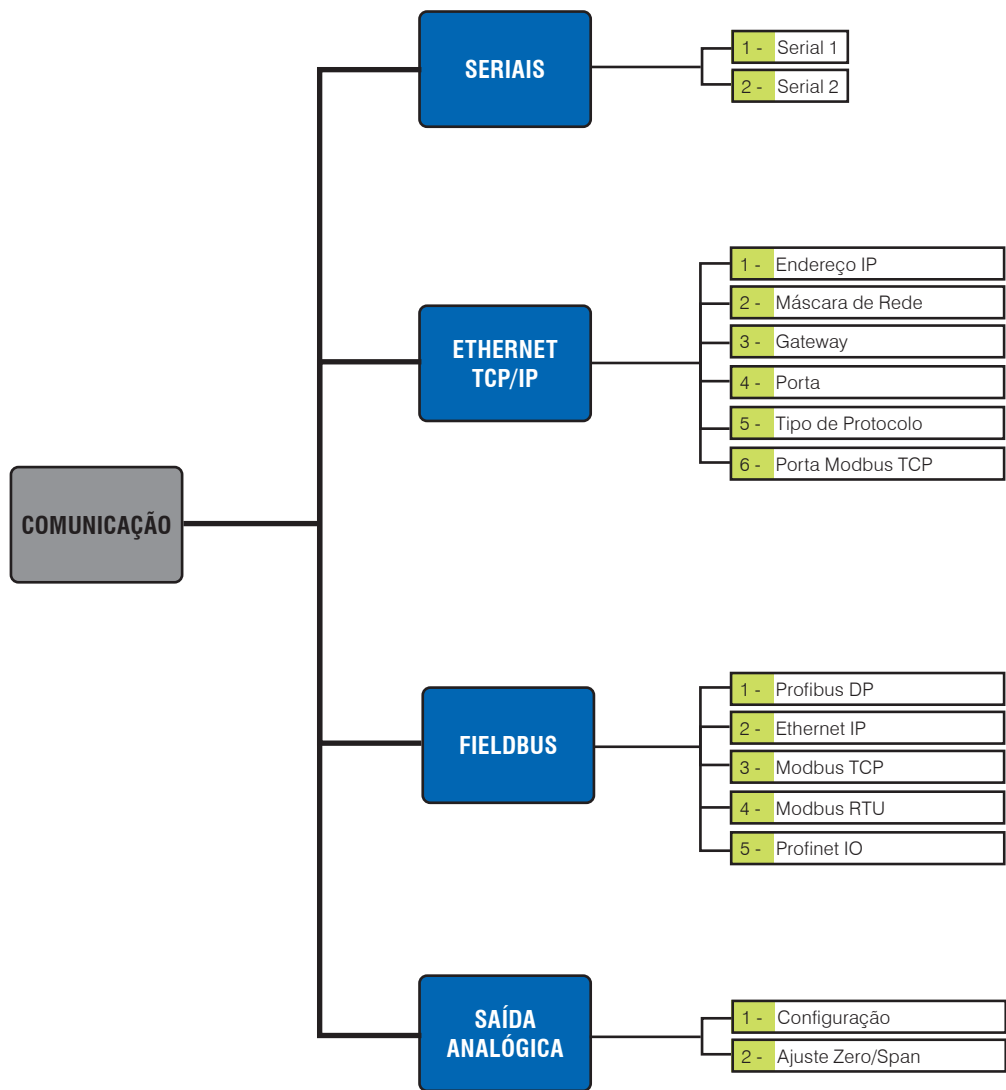 SERIAIS
1 - Serial 1
2 - Serial 2
ETHERNET
TCP/IP
1 - Endereço IP
2 - Máscara de Rede
3 - Gateway
4 - Porta
5 - Tipo de Protocolo
6 - Porta Modbus TCP
COMUNICAÇÃO
FIELDBUS
1 - Profibus DP
2 - Ethernet IP
3 - Modbus TCP
4 - Modbus RTU
5 - Profinet IO
SAÍDA
ANALÓGICA
1 - Configuração
2 - Ajuste Zero/Span